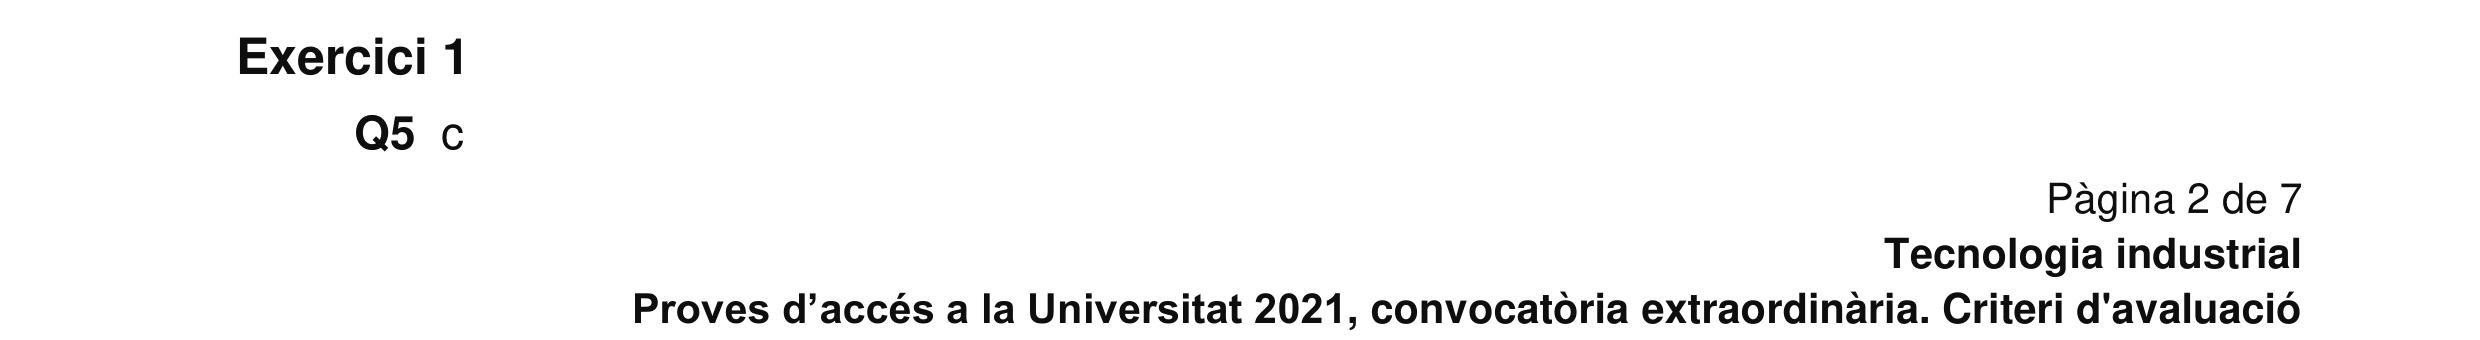 Exercici 1
Q5 c
Pàgina 2 de 7
Tecnologia industrial
Proves d’accés a la Universitat 2021, convocatòria extraordinària. Criteri d'avaluació